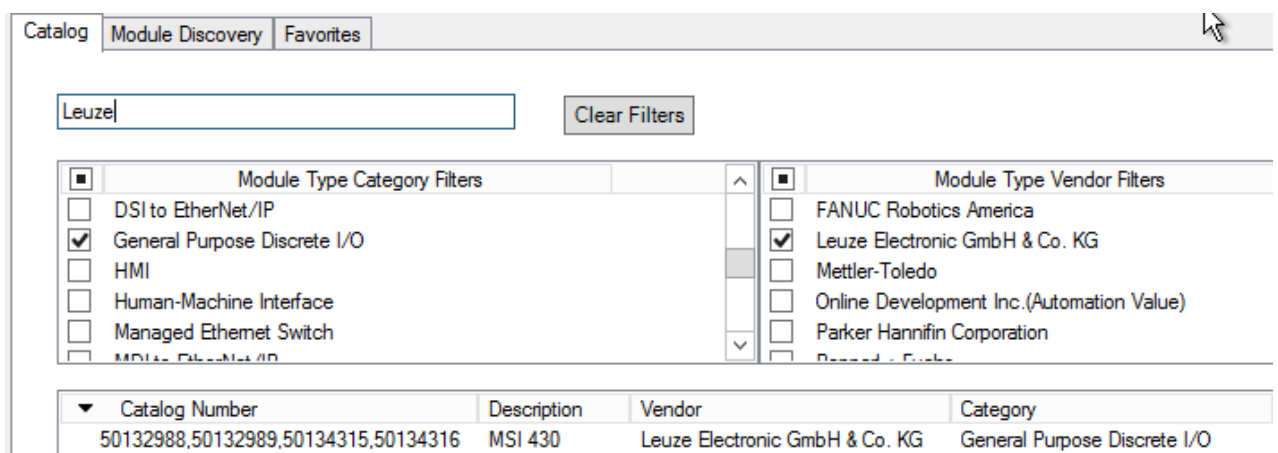 Catalog Module Discovery Favorites
Leuze Clear Filters
Module Type Category Filters Module Type Vendor Filters
DSI to EtherNet/IP FANUC Robotics America
General Purpose Discrete I/O Leuze Electronic GmbH & Co. KG
HMI Mettler-Toledo
Human-Machine Interface Online Development Inc.(Automation Value)
Managed Ethernet Switch Parker Hannifin Corporation
Catalog Number Description Vendor Category
50132988,50132989,50134315,50134316 MSI 430 Leuze Electronic GmbH & Co. KG General Purpose Discrete I/O